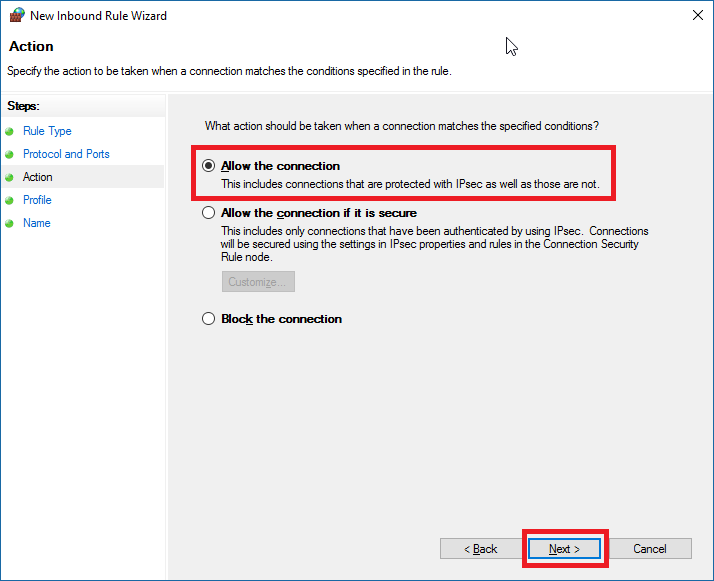 New Inbound Rule Wizard
Action
Specify the action to be taken when a connection matches the conditions specified in the rule.
Steps:
Rule Type
Protocol and Ports
Action
Profile
Name
What action should be taken when a connection matches the specified conditions?
Allow the connection
This includes connections that are protected with IPsec as well as those are not.
Allow the connection if it is secure
This includes only connections that have been authenticated by using IPsec. Connections
will be secured using the settings in IPsec properties and rules in the Connection Security
Rule node.
Customize...
Block the connection
< Back
Next >
Cancel